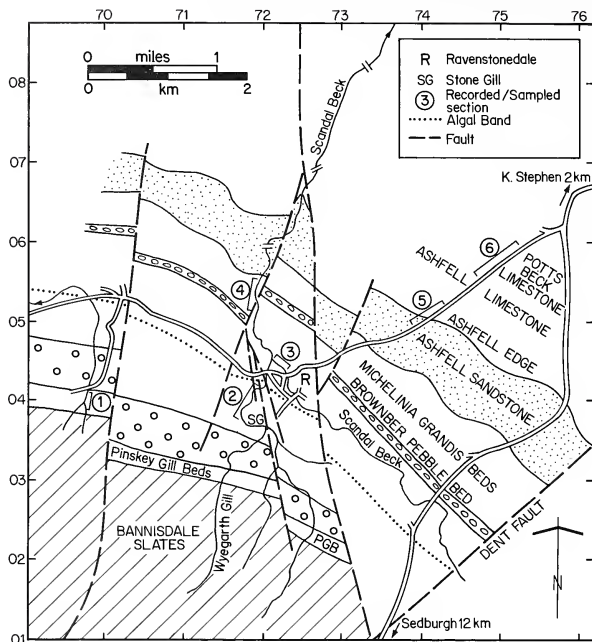 70 71 72 73 74 75 76
08
07
06
05
04
03
02
01
0 miles 1
0 km 2
R Ravenstonedale
SG Stone Gill
③ Recorded/Sampled
section
Algal Band
Fault
Scandal Beck
K. Stephen 2 km
⑥
POTTS
BECK
LIMESTONE
ASHFELL
LIMESTONE
⑤
ASHFELL EDGE
ASHFELL SANDSTONE
④
③
R
MICHELINIA GRANDIS BEDS
BROWNBER PEBBLE
BED
②
SG
Scandal Beck
①
Pinskey Gill Beds
Wyegarth Gill
BANNISDALE
SLATES
PGB
DENT FAULT
N
Sedburgh 12 km